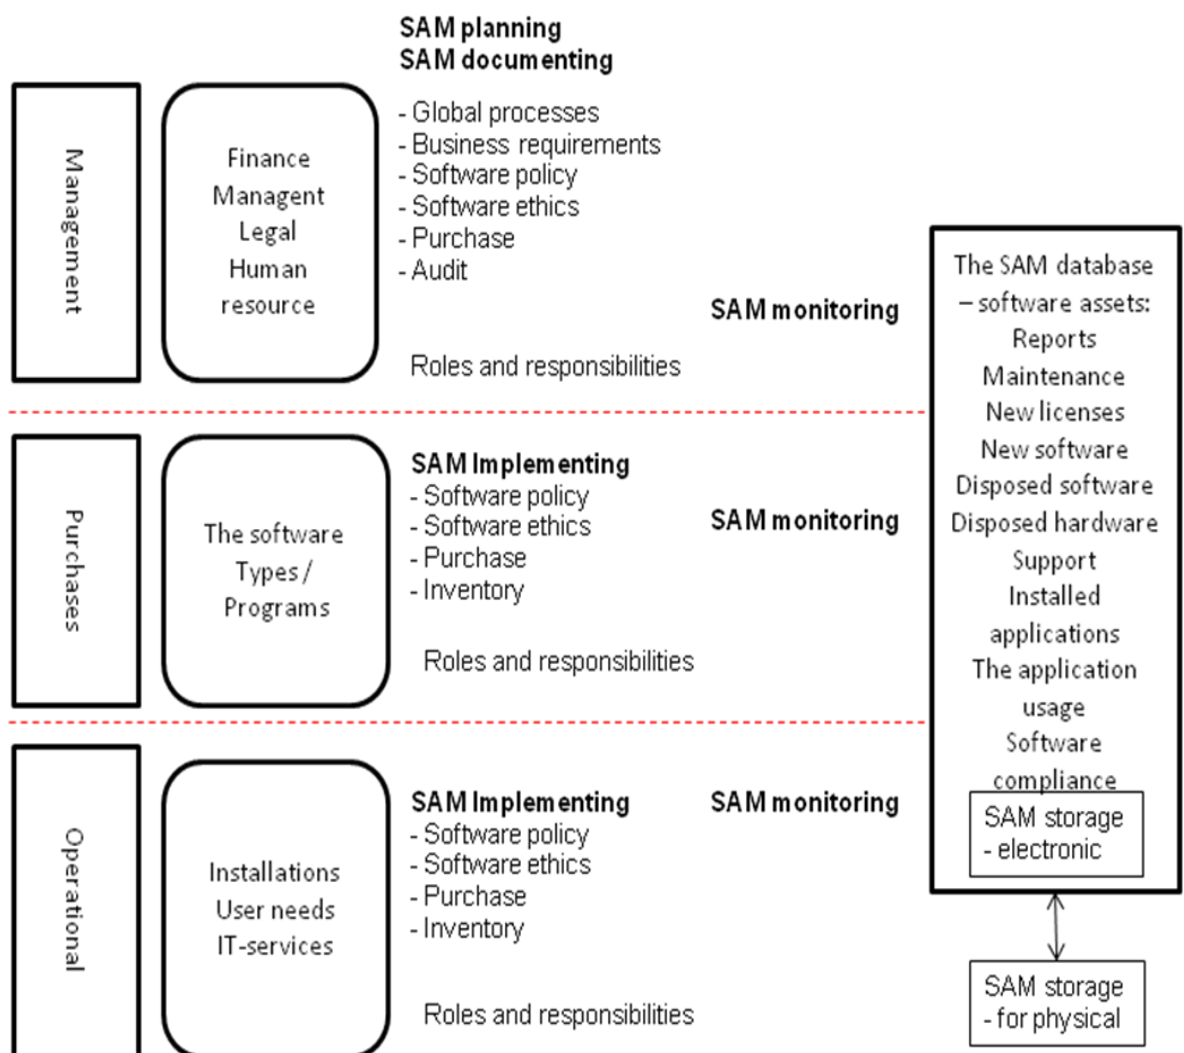 SAM planning
SAM documenting
Management
Finance
Managent
Legal
Human
resource
- Global processes
- Business requirements
- Software policy
- Software ethics
- Purchase
- Audit
SAM monitoring
Roles and responsibilities
Purchases
The software
Types /
Programs
SAM Implementing
- Software policy
- Software ethics
- Purchase
- Inventory
SAM monitoring
Roles and responsibilities
Operational
Installations
User needs
IT-services
SAM Implementing
- Software policy
- Software ethics
- Purchase
- Inventory
SAM monitoring
Roles and responsibilities
The SAM database
– software assets:
Reports
Maintenance
New licenses
New software
Disposed software
Disposed hardware
Support
Installed
applications
The application
usage
Software
compliance
SAM storage
- electronic
SAM storage
- for physical